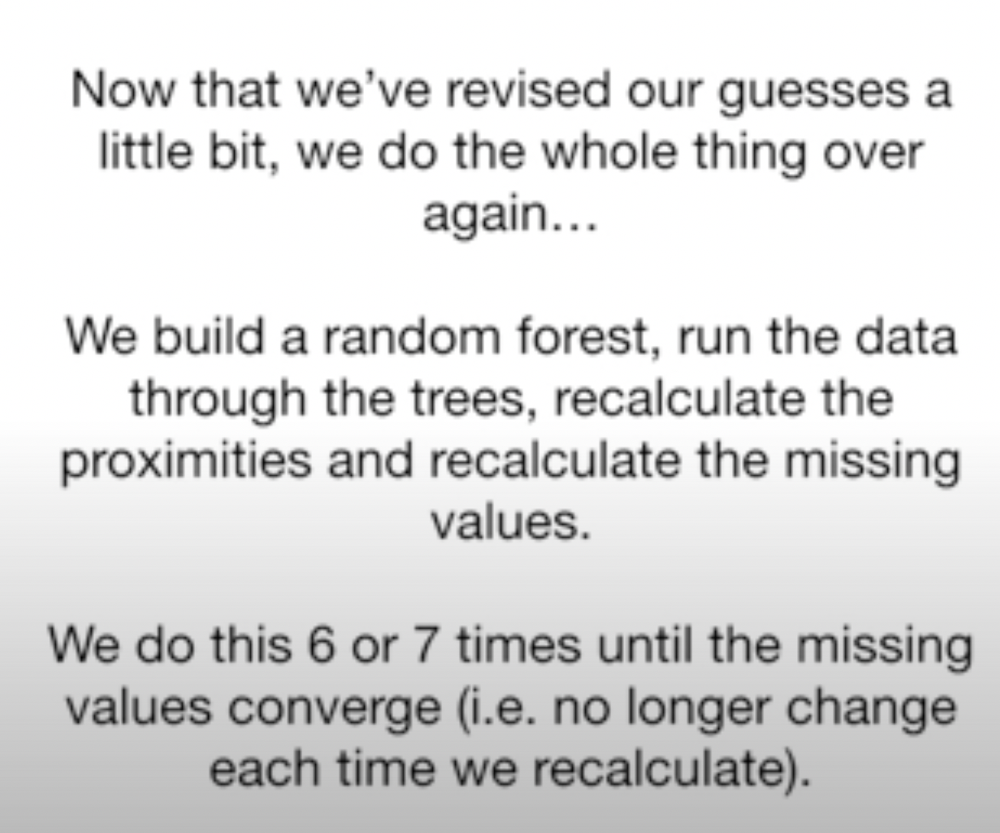 Now that we’ve revised our guesses a
little bit, we do the whole thing over
again…
We build a random forest, run the data
through the trees, recalculate the
proximities and recalculate the missing
values.
We do this 6 or 7 times until the missing
values converge (i.e. no longer change
each time we recalculate).